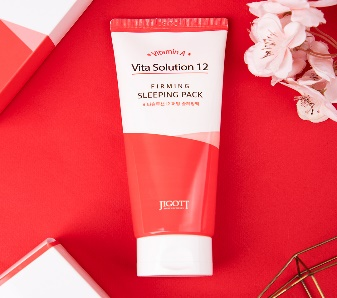 Vitamin A
Vita Solution 12
FIRMING
SLEEPING PACK
JIGOTT